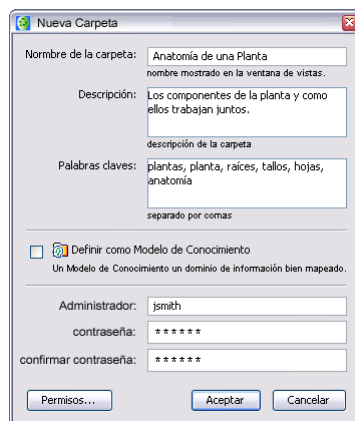 Nueva Carpeta
Nombre de la carpeta: Anatomía de una Planta
nombre mostrado en la ventana de vistas.
Descripción: Los componentes de la planta y como
ellos trabajan juntos.
descripción de la carpeta
Palabras claves: plantas, planta, raíces, tallos, hojas,
anatomía
separado por comas
Definir como Modelo de Conocimiento
Un Modelo de Conocimiento un dominio de información bien mapeado.
Administrador: jsmith
contraseña: ******
confirmar contraseña: ******
Permisos... Aceptar Cancelar